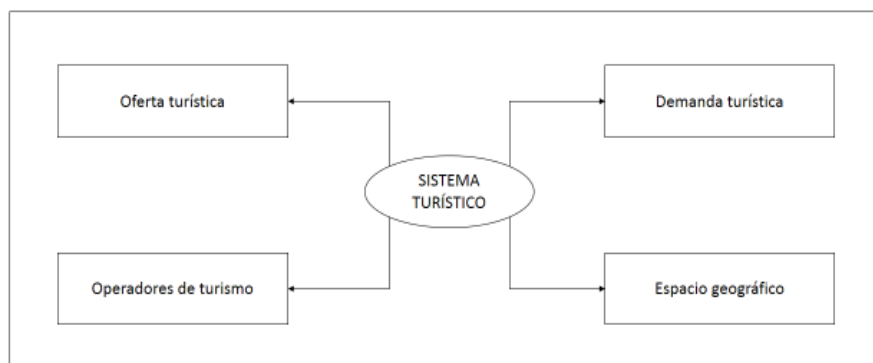 Oferta turística
Demanda turística
SISTEMA
TURÍSTICO
Operadores de turismo
Espacio geográfico